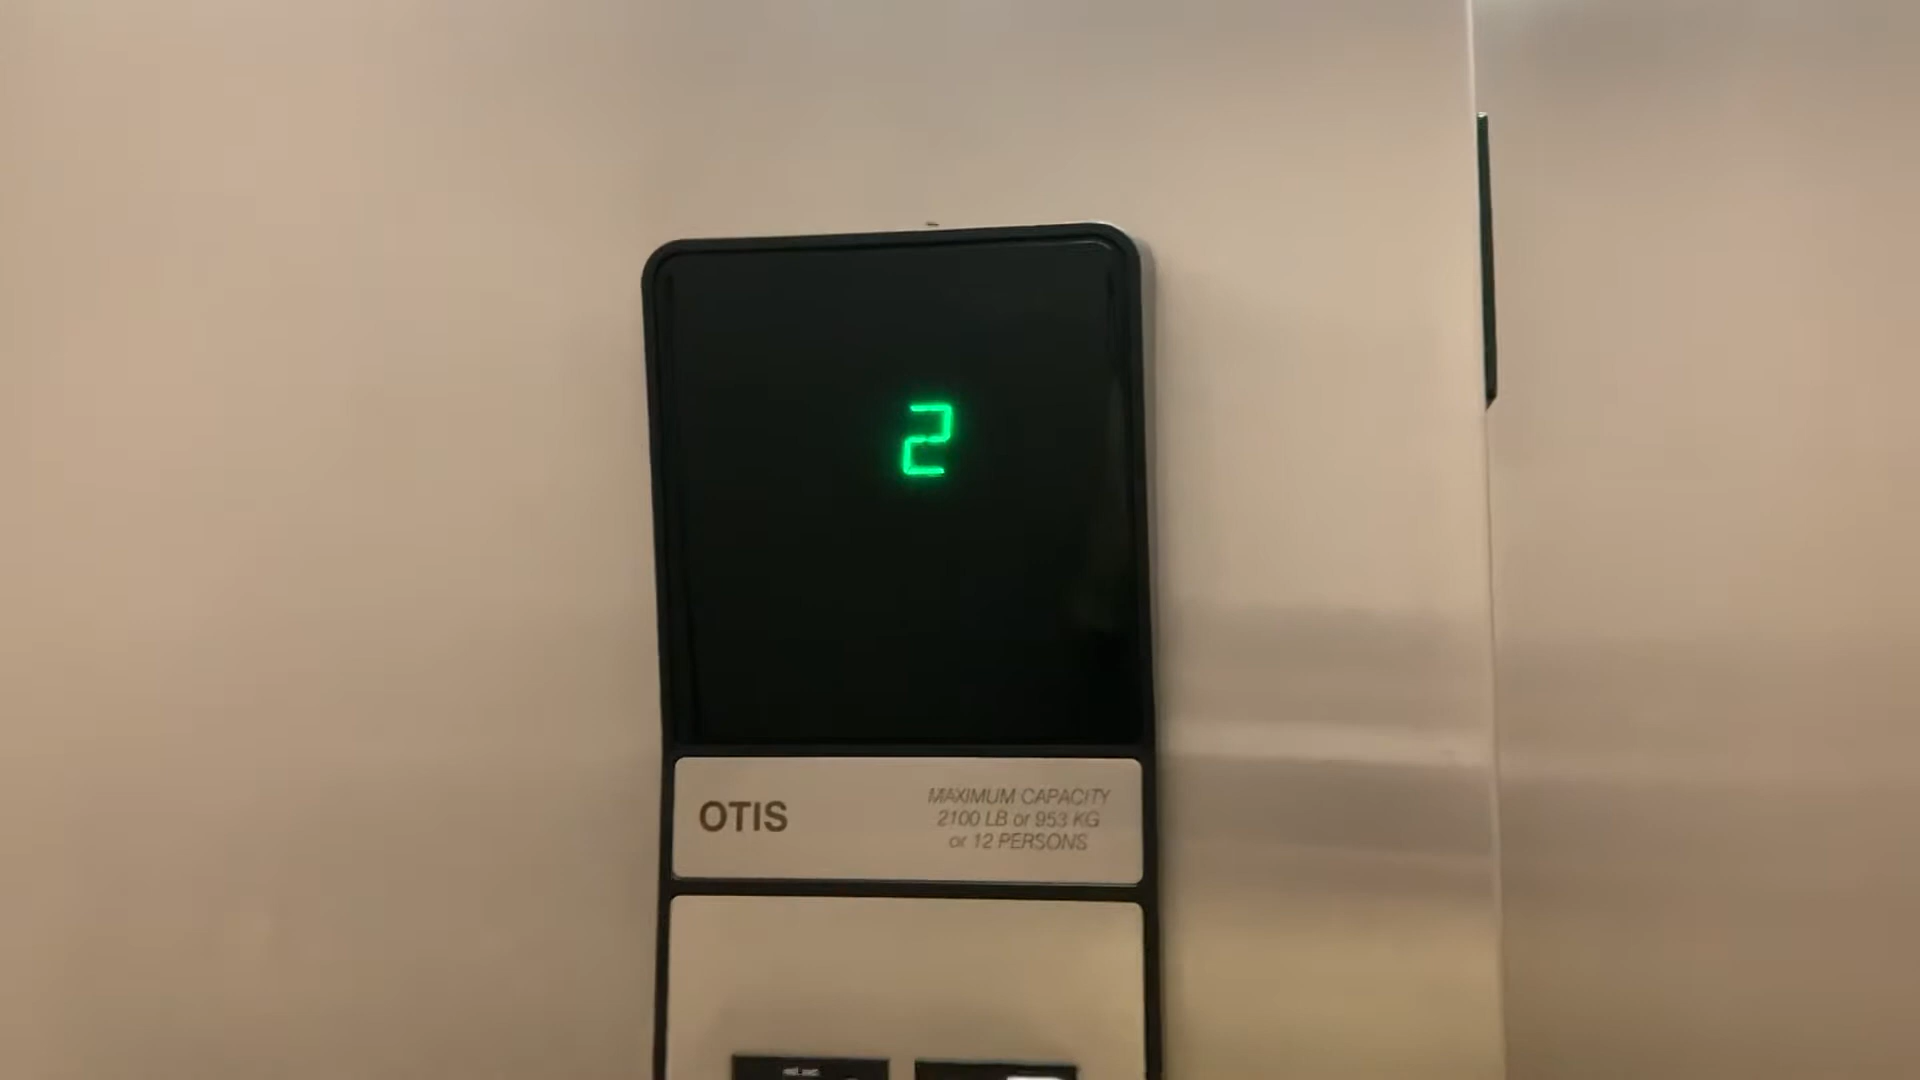 2
OTIS
MAXIMUM CAPACITY
2100 LB or 953 KG
or 12 PERSONS